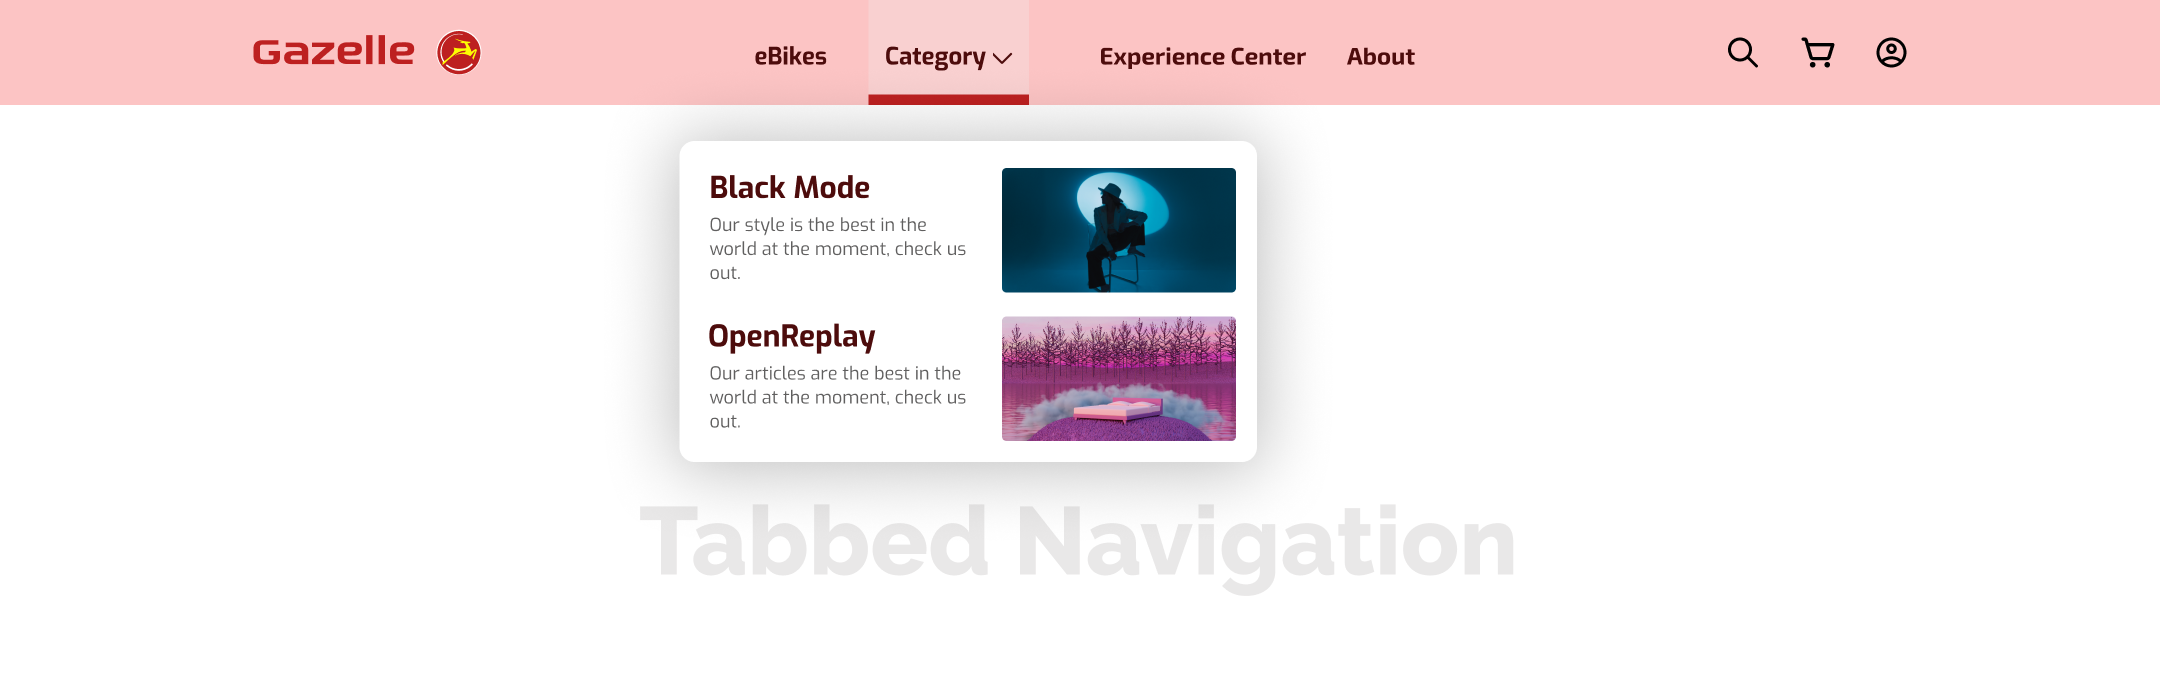 Gazelle
eBikes
Category
Experience Center
About
Black Mode
Our style is the best in the
world at the moment, check us
out.
OpenReplay
Our articles are the best in the
world at the moment, check us
out.
Tabbed Navigation